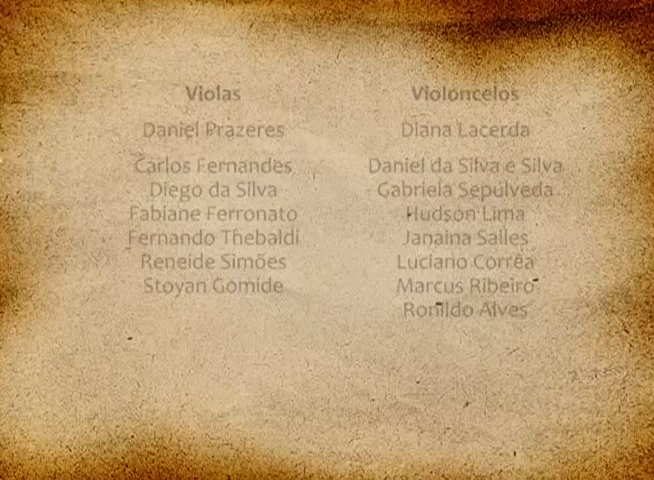 Violas
Daniel Prazeres
Carlos Fernandes
Diego da Silva
Fabiane Ferronato
Fernando Thebaldi
Reneide Simões
Stoyan Gomide
Violoncelos
Diana Lacerda
Daniel da Silva e Silva
Gabriela Sepúlveda
Hudson Lima
Janaina Salles
Luciano Corrêa
Marcus Ribeiro
Ronildo Alves